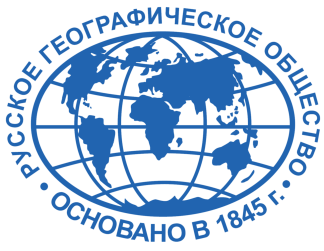 РУССКОЕ ГЕОГРАФИЧЕСКОЕ ОБЩЕСТВО
• ОСНОВАНО В 1845 г. •